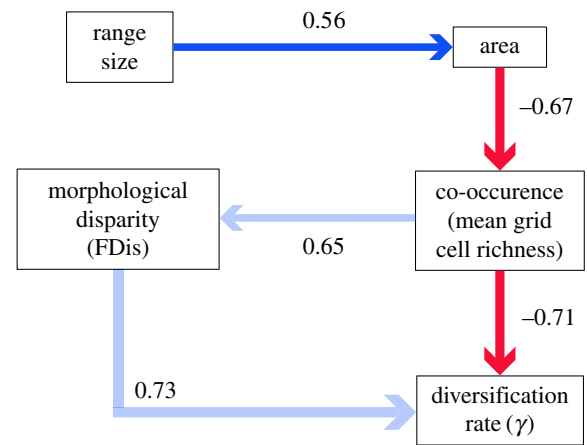 0.56
range
size
area
–0.67
morphological
disparity
(FDis)
co-occurence
(mean grid
cell richness)
0.65
–0.71
0.73
diversification
rate (γ)